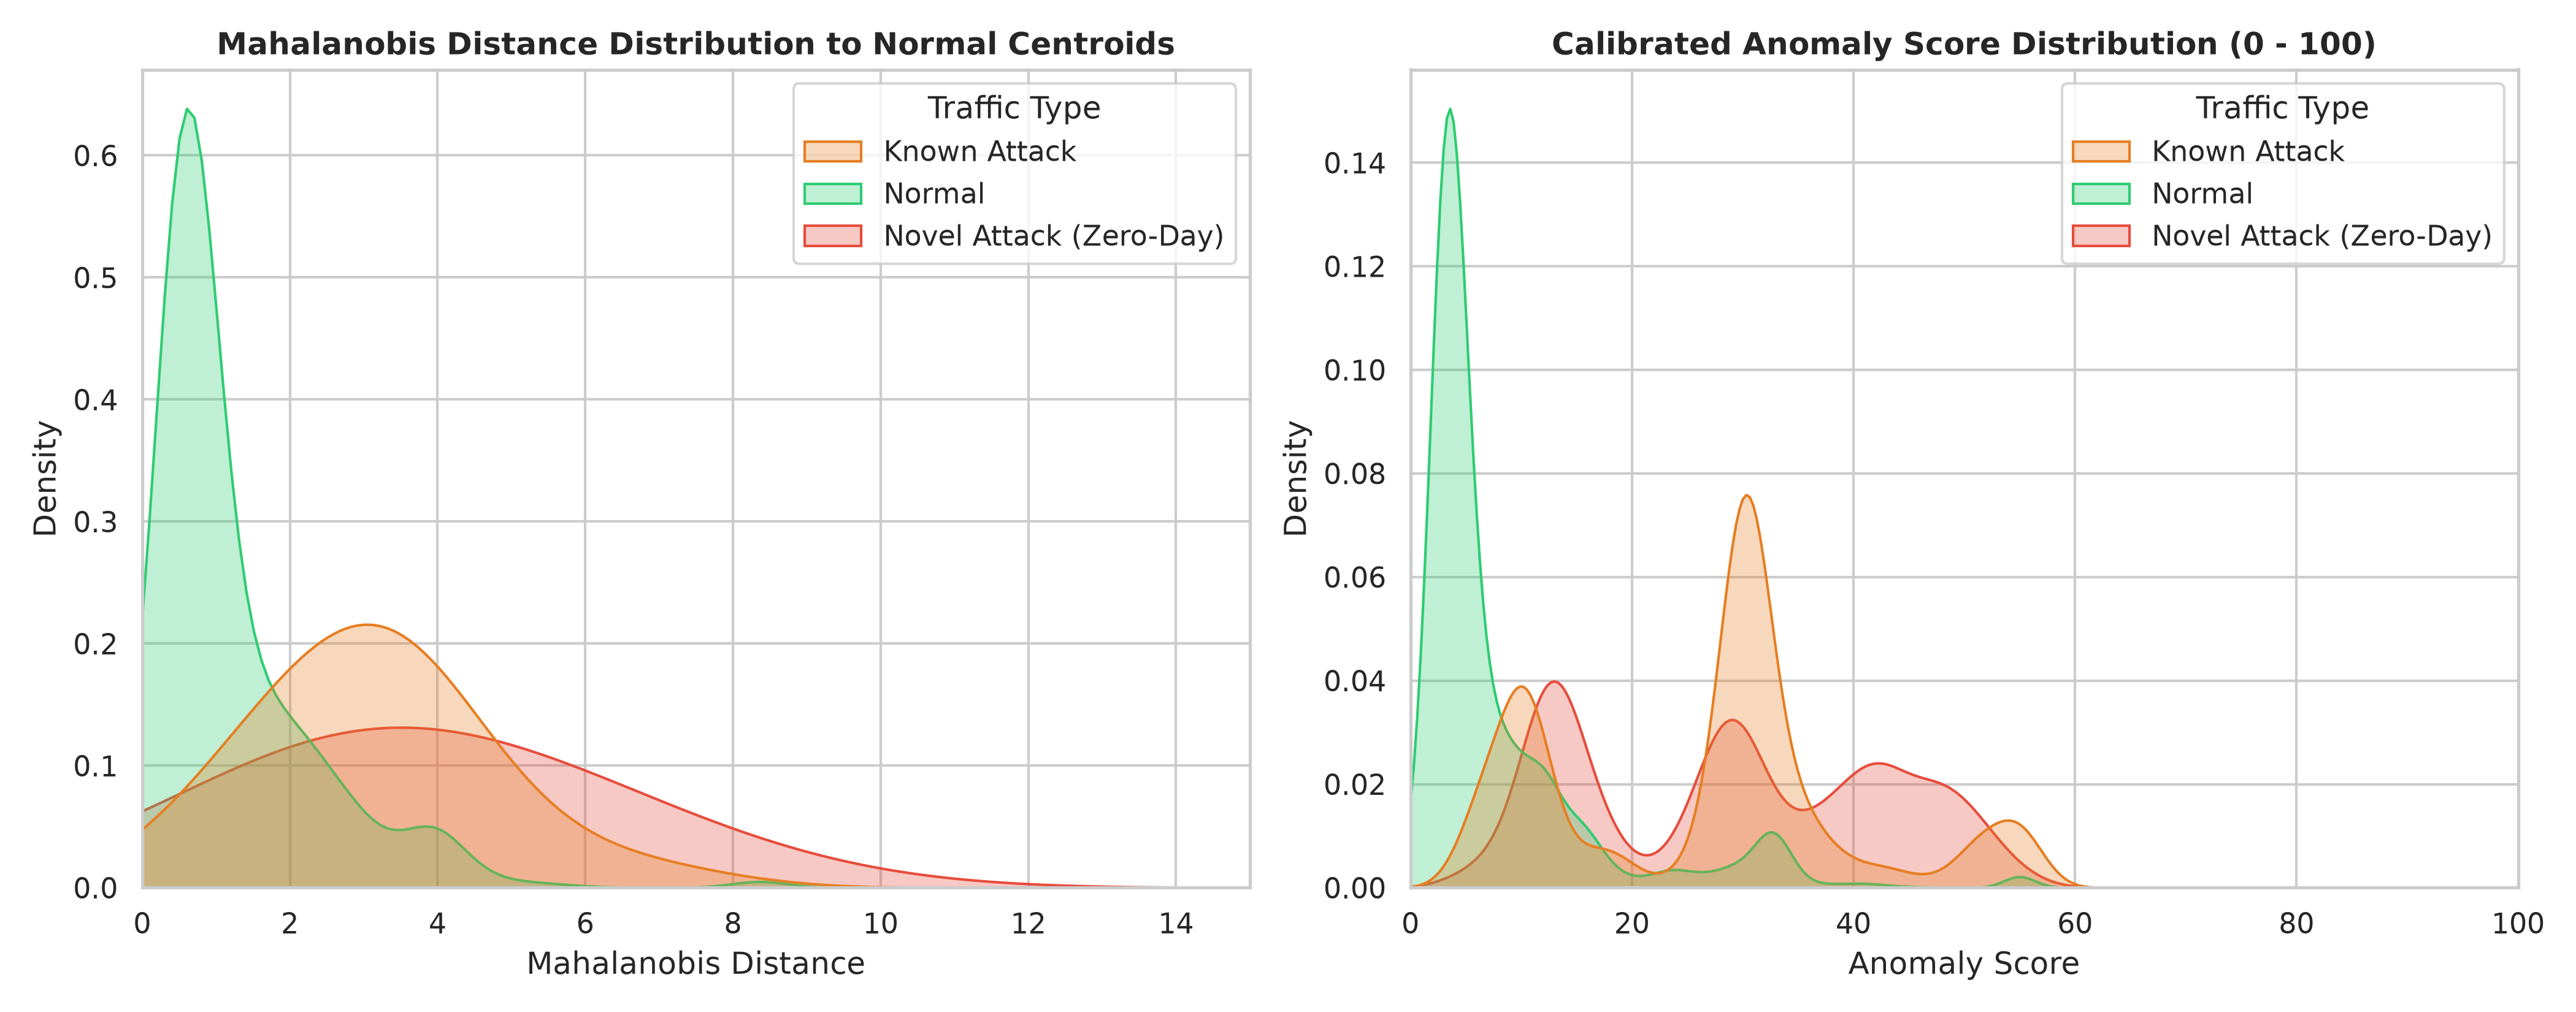 Mahalanobis Distance Distribution to Normal Centroids
Traffic Type
Known Attack
Normal
Novel Attack (Zero-Day)
Density
0.6
0.5
0.4
0.3
0.2
0.1
0.0
0 2 4 6 8 10 12 14
Mahalanobis Distance
Calibrated Anomaly Score Distribution (0 - 100)
Traffic Type
Known Attack
Normal
Novel Attack (Zero-Day)
Density
0.14
0.12
0.10
0.08
0.06
0.04
0.02
0.00
0 20 40 60 80 100
Anomaly Score